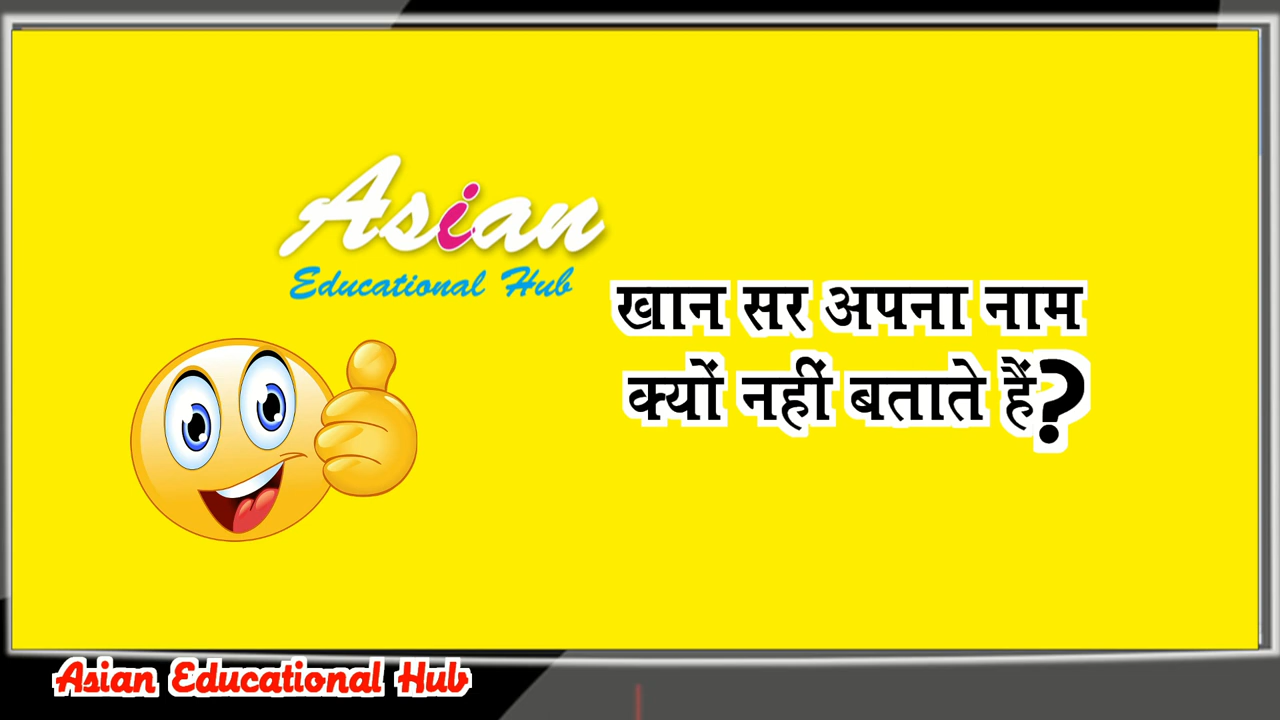 Asian
Educational Hub
खान सर अपना नाम
क्यों नहीं बताते हैं?
Asian Educational Hub